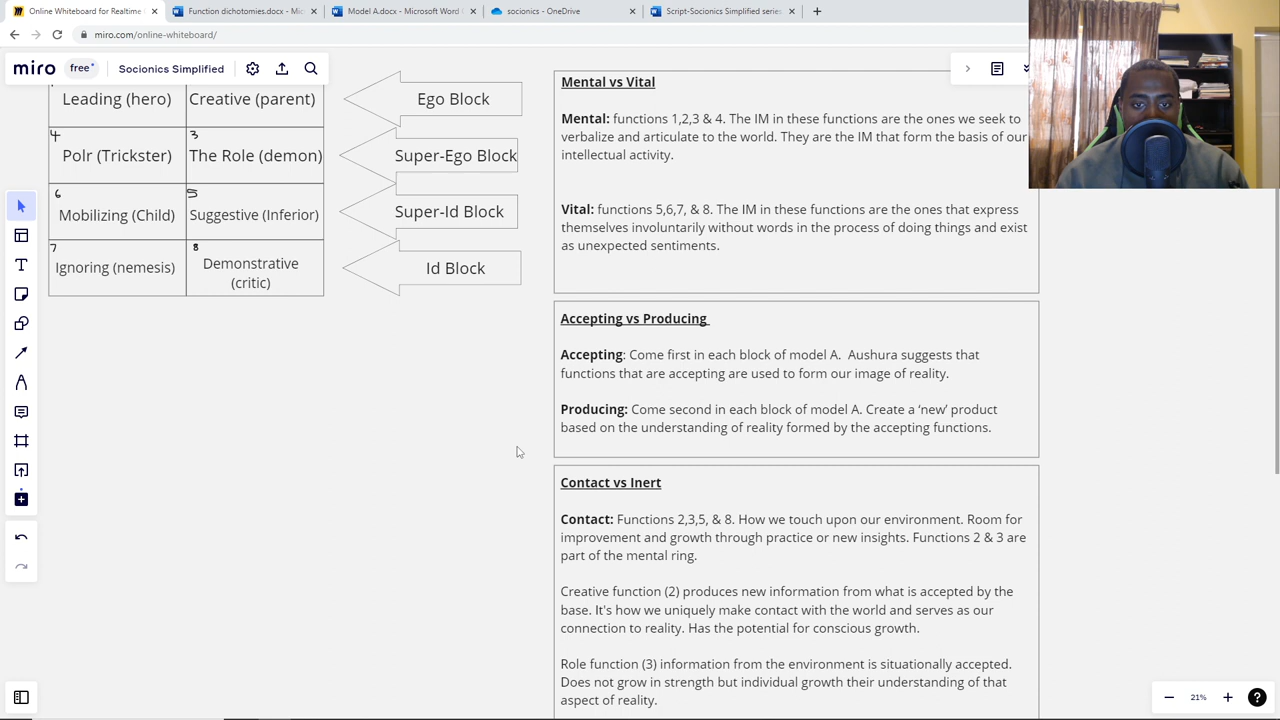 Online Whiteboard for Realtime
Function dichotomies.docx - Micr
Model A.docx - Microsoft Word
socionics - OneDrive
Script-Socionics Simplified series
miro.com/online-whiteboard/
miro
free
Socionics Simplified
Leading (hero)
Creative (parent)
Ego Block
4
3
Polr (Trickster)
The Role (demon)
Super-Ego Block
6
5
Mobilizing (Child)
Suggestive (Inferior)
Super-Id Block
7
8
Ignoring (nemesis)
Demonstrative
(critic)
Id Block
Mental vs Vital
Mental: functions 1,2,3 & 4. The IM in these functions are the ones we seek to
verbalize and articulate to the world. They are the IM that form the basis of our
intellectual activity.
Vital: functions 5,6,7, & 8. The IM in these functions are the ones that express
themselves involuntarily without words in the process of doing things and exist
as unexpected sentiments.
Accepting vs Producing
Accepting: Come first in each block of model A. Aushura suggests that
functions that are accepting are used to form our image of reality.
Producing: Come second in each block of model A. Create a ‘new’ product
based on the understanding of reality formed by the accepting functions.
Contact vs Inert
Contact: Functions 2,3,5, & 8. How we touch upon our environment. Room for
improvement and growth through practice or new insights. Functions 2 & 3 are
part of the mental ring.
Creative function (2) produces new information from what is accepted by the
base. It's how we uniquely make contact with the world and serves as our
connection to reality. Has the potential for conscious growth.
Role function (3) information from the environment is situationally accepted.
Does not grow in strength but individual growth their understanding of that
aspect of reality.
21%